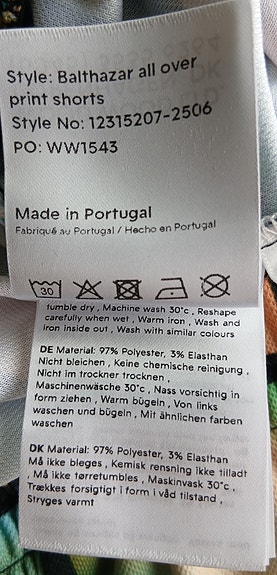 Style: Balthazar all over
print shorts
Style No: 12315207-2506
PO: WW1543
Made in Portugal
Fabriqué au Portugal / Hecho en Portugal
30
tumble dry , Machine wash 30°c , Reshape
carefully when wet , Warm iron , Wash and
iron inside out , Wash with similar colours
DE Material: 97% Polyester, 3% Elasthan
Nicht bleichen , Keine chemische reinigung ,
Nicht im trockner trocknen ,
Maschinenwäsche 30°c , Nass vorsichtig in
form ziehen , Warm bügeln , Von links
waschen und bügeln , Mit ähnlichen farben
waschen
DK Material: 97% Polyester, 3% Elasthan
Må ikke bleges , Kemisk rensning ikke tilladt
, Må ikke tørretumbles , Maskinvask 30°c ,
Trækkes forsigtigt i form i våd tilstand ,
Stryges varmt